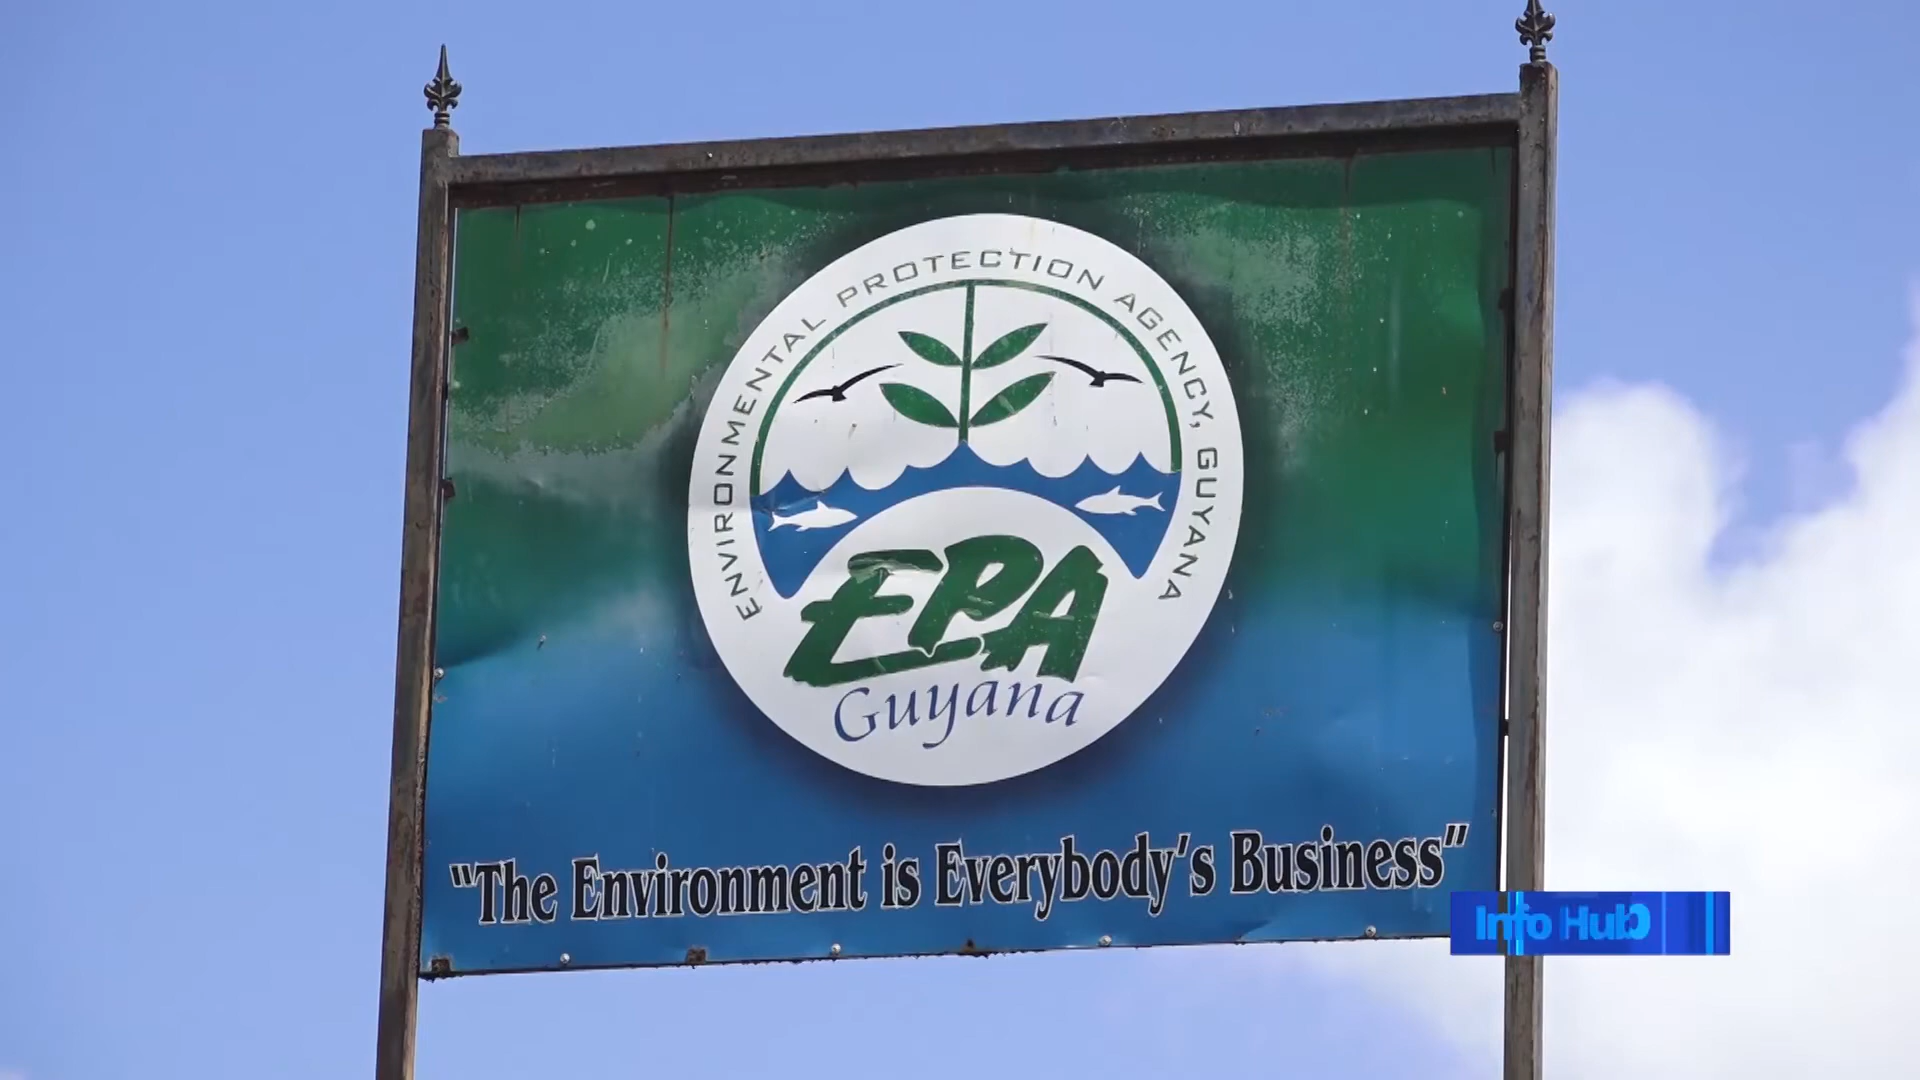 ENVIRONMENTAL PROTECTION AGENCY, GUYANA
EPA
Guyana
"The Environment is Everybody's Business"
Info Hub